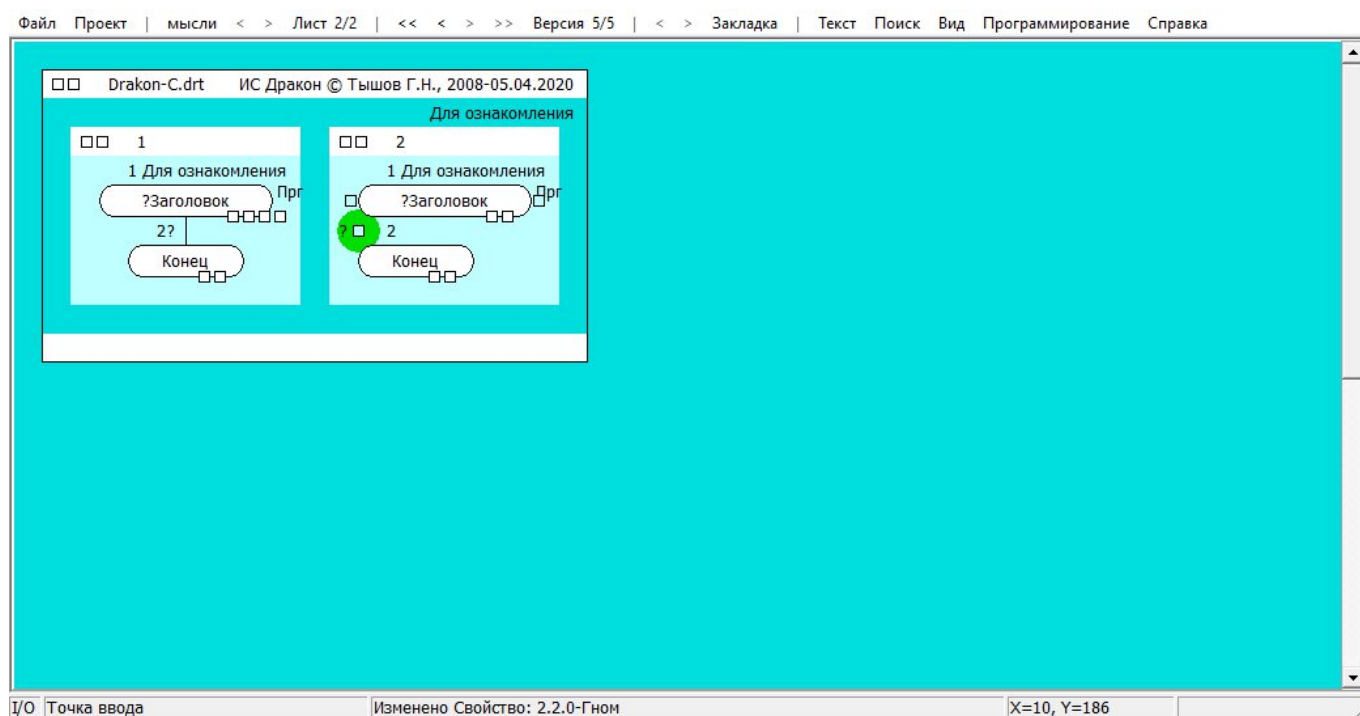 Файл Проект | мысли < > Лист 2/2 | << < > >> Версия 5/5 | < > Закладка | Текст Поиск Вид Программирование Справка
Drakon-C.drt ИС Дракон © Тышов Г.Н., 2008-05.04.2020
Для ознакомления
1
1 Для ознакомления
Прг
?Заголовок
2?
Конец
2
1 Для ознакомления
Прг
?Заголовок
? 2
Конец
I/O Точка ввода Изменено Свойство: 2.2.0-Гном X=10, Y=186